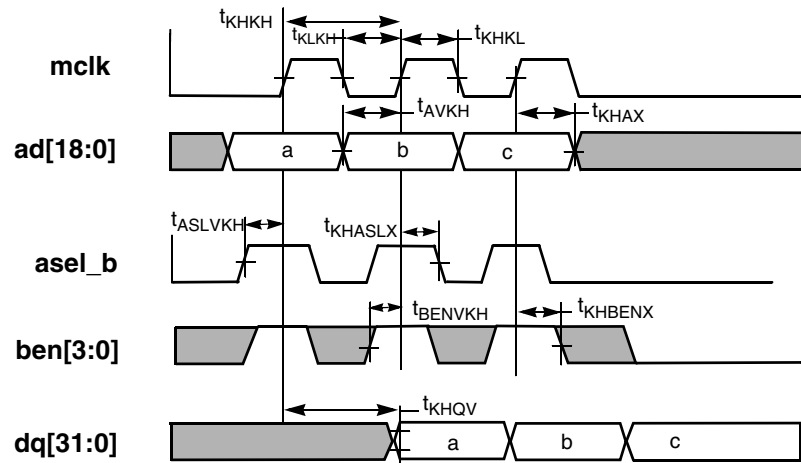 tKHKH
tKLKH
tKHKL
mclk
tAVKH
tKHAX
ad[18:0]
a
b
c
tASLVKH
tKHASLX
asel_b
tBENVKH
tKHBENX
ben[3:0]
tKHQV
dq[31:0]
a
b
c